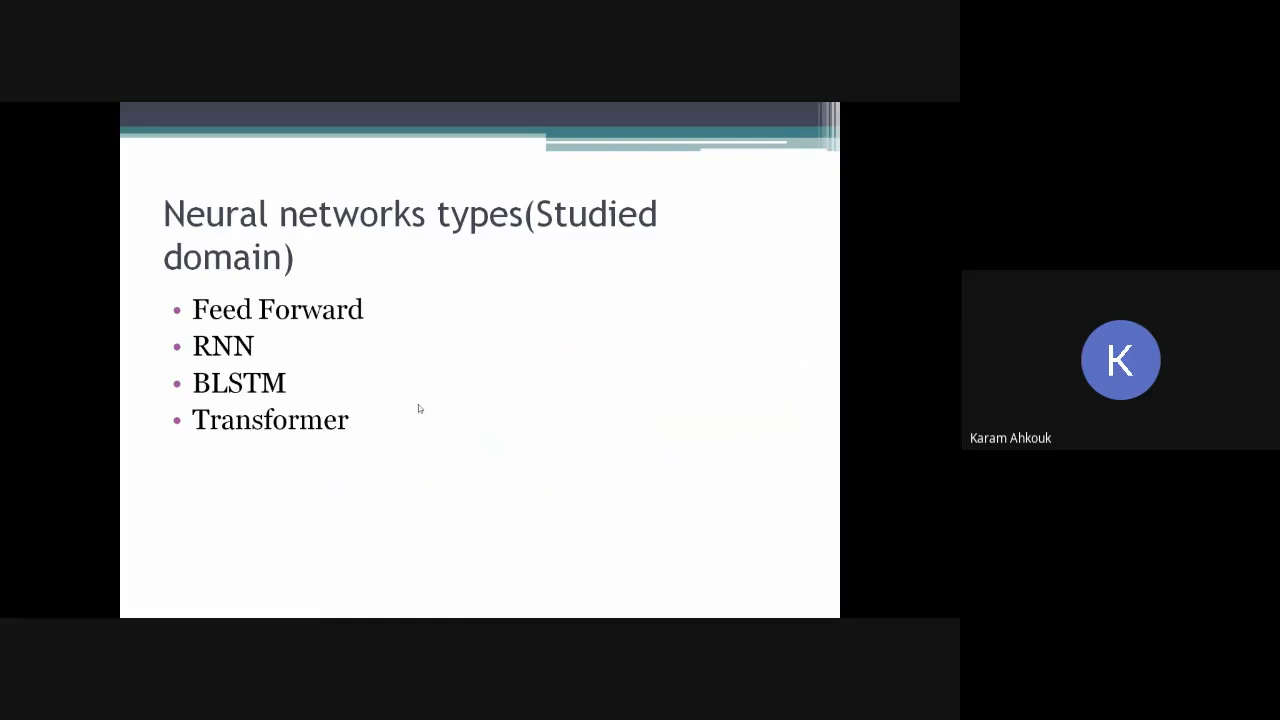 Neural networks types(Studied
domain)
• Feed Forward
• RNN
• BLSTM
• Transformer
K
Karam Ahkouk